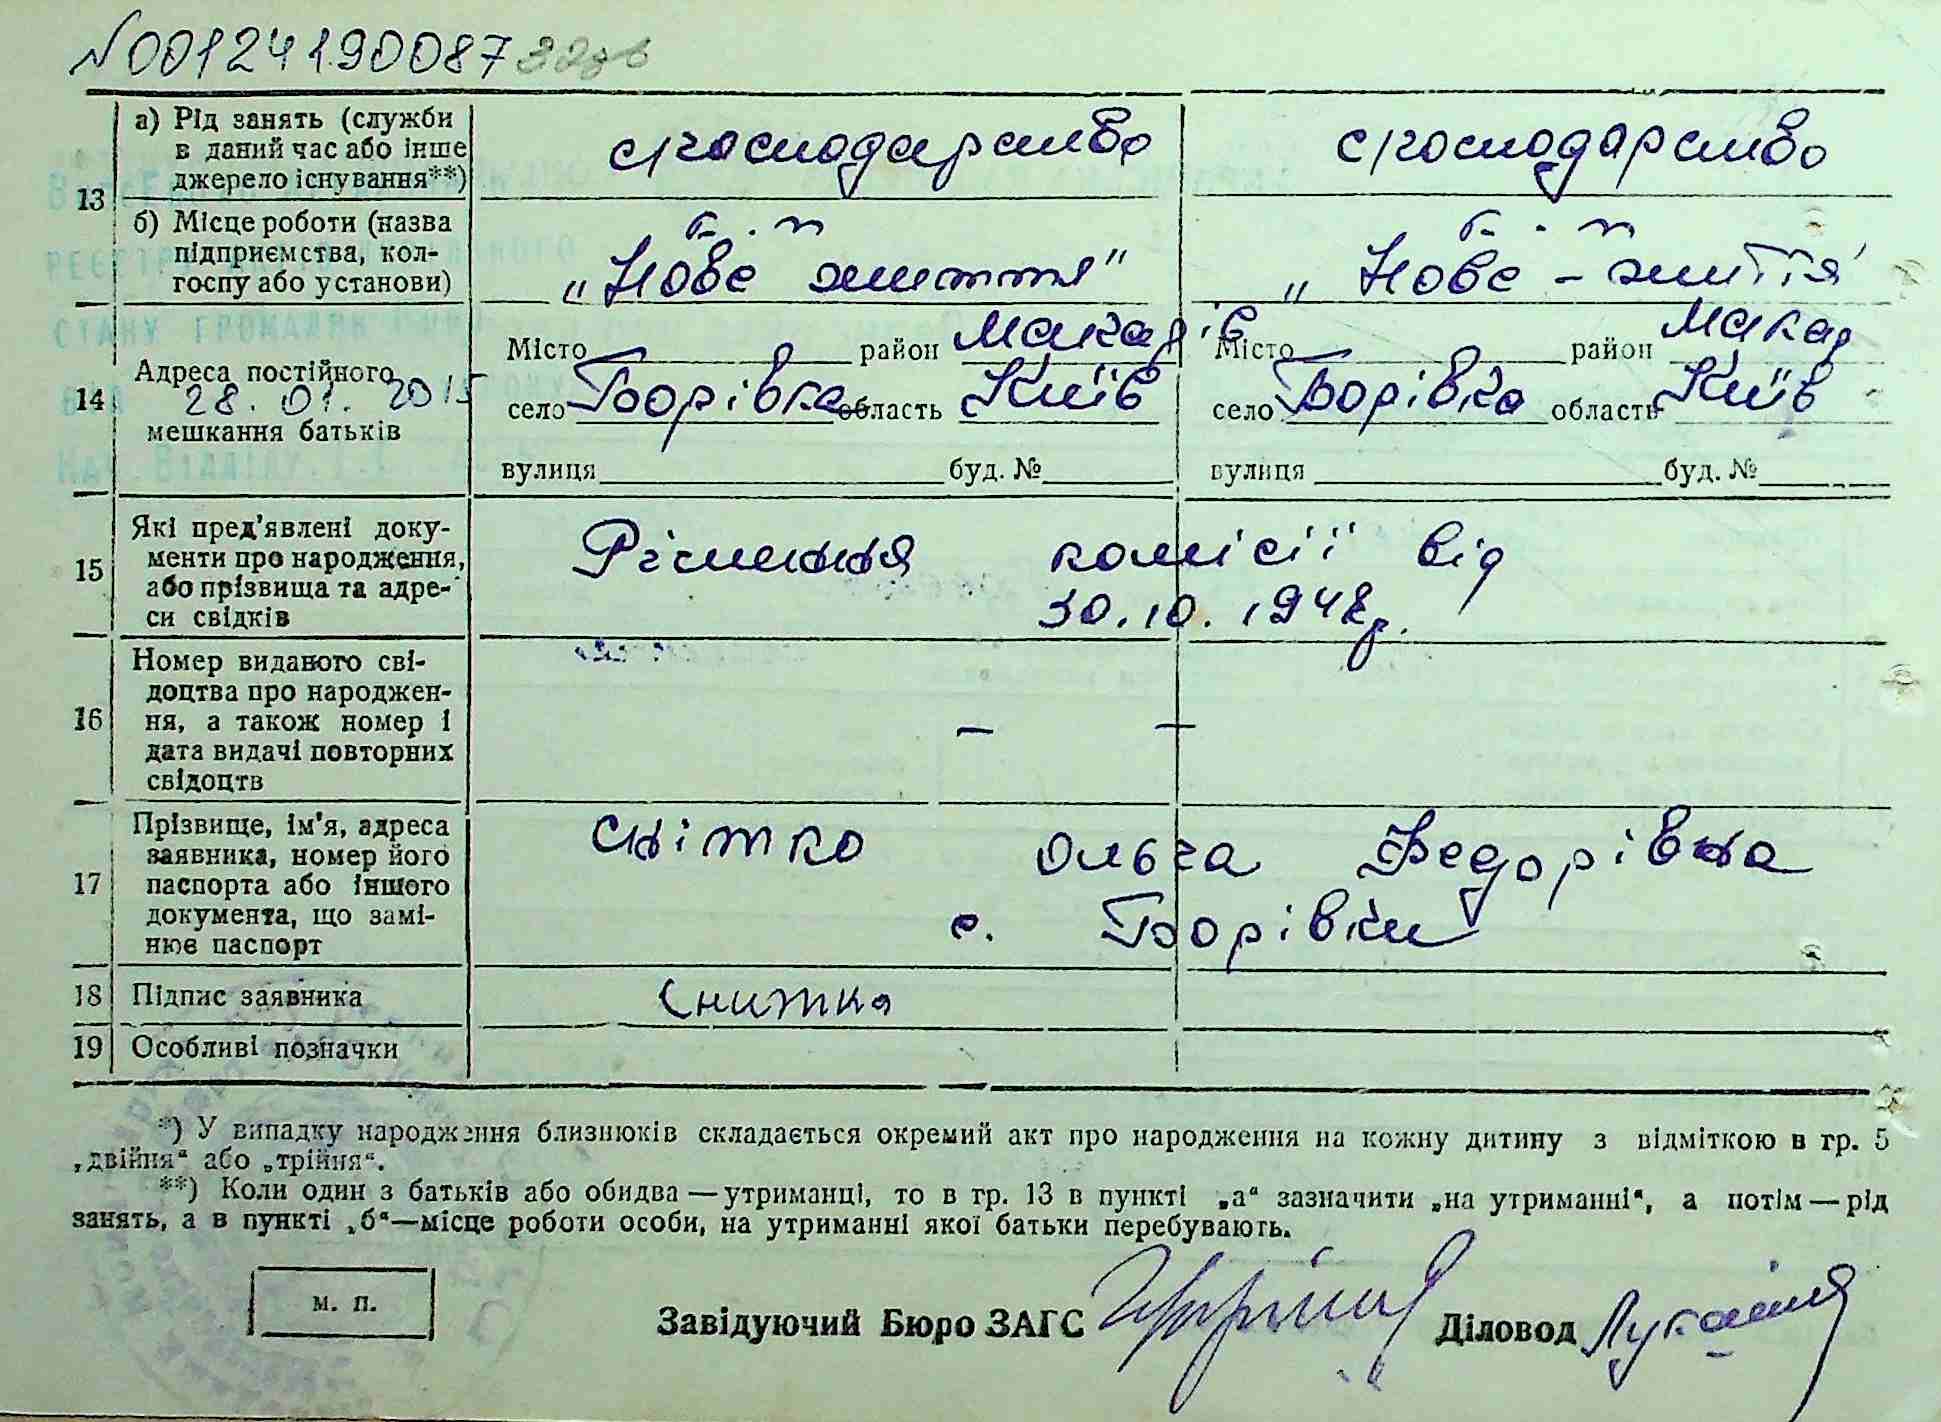 N00124190087
а) Рід занять (служби
в даний час або інше
джерело існування**)
с/господарство
с/господарство
13
б) Місце роботи (назва
підприємства, кол-
госпу або установи)
к-п
„Нове життя"
к-п
„Нове-життя
14
Адреса постійного
28.01.2015
мешкання батьків
Місто район Макарів
село Борівка область Київ
вулиця буд. №
Місто район Макар
село Борівка область Київ
вулиця буд. №
15
Які пред'явлені доку-
менти про народження,
або прізвища та адре-
си свідків
Рішення комісії від
30.10.1948р.
16
Номер виданого сві-
доцтва про народжен-
ня, а також номер і
дата видачі повторних
свідоцтв
— —
17
Прізвище, ім'я, адреса
заявника, номер його
паспорта або іншого
документа, що замі-
нює паспорт
Снітко Ольга Федорівна
с. Борівки
18 Підпис заявника Снитко
19 Особливі позначки
*) У випадку народження близнюків складається окремий акт про народження на кожну дитину з відміткою в гр. 5
„двійня“ або „трійня“.
**) Коли один з батьків або обидва — утриманці, то в гр. 13 в пункті „а“ зазначити „на утриманні“, а потім — рід
занять, а в пункті „б“—місце роботи особи, на утриманні якої батьки перебувають.
м. п.
Завідуючий Бюро ЗАГС Діловод